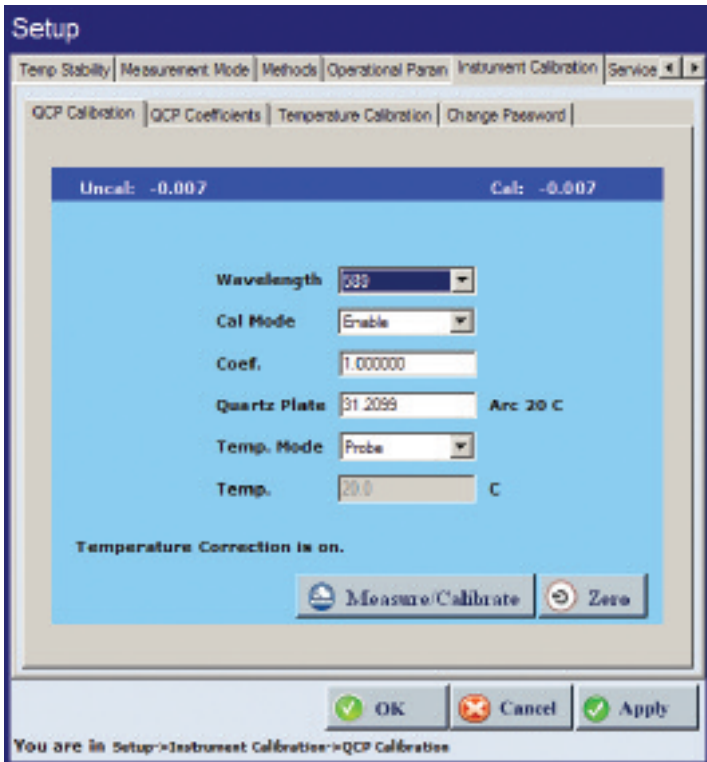 Setup
Temp Stability Measurement Mode Methods Operational Param Instrument Calibration Service
QCP Calibration QCP Coefficients Temperature Calibration Change Password
Uncal: -0.007 Cal: -0.007
Wavelength 589
Cal Mode Enable
Coef. 1.000000
Quartz Plate 31.2099 Arc 20 C
Temp. Mode Probe
Temp. 20.0 C
Temperature Correction is on.
Measure/Calibrate Zero
OK Cancel Apply
You are in Setup->Instrument Calibration->QCP Calibration